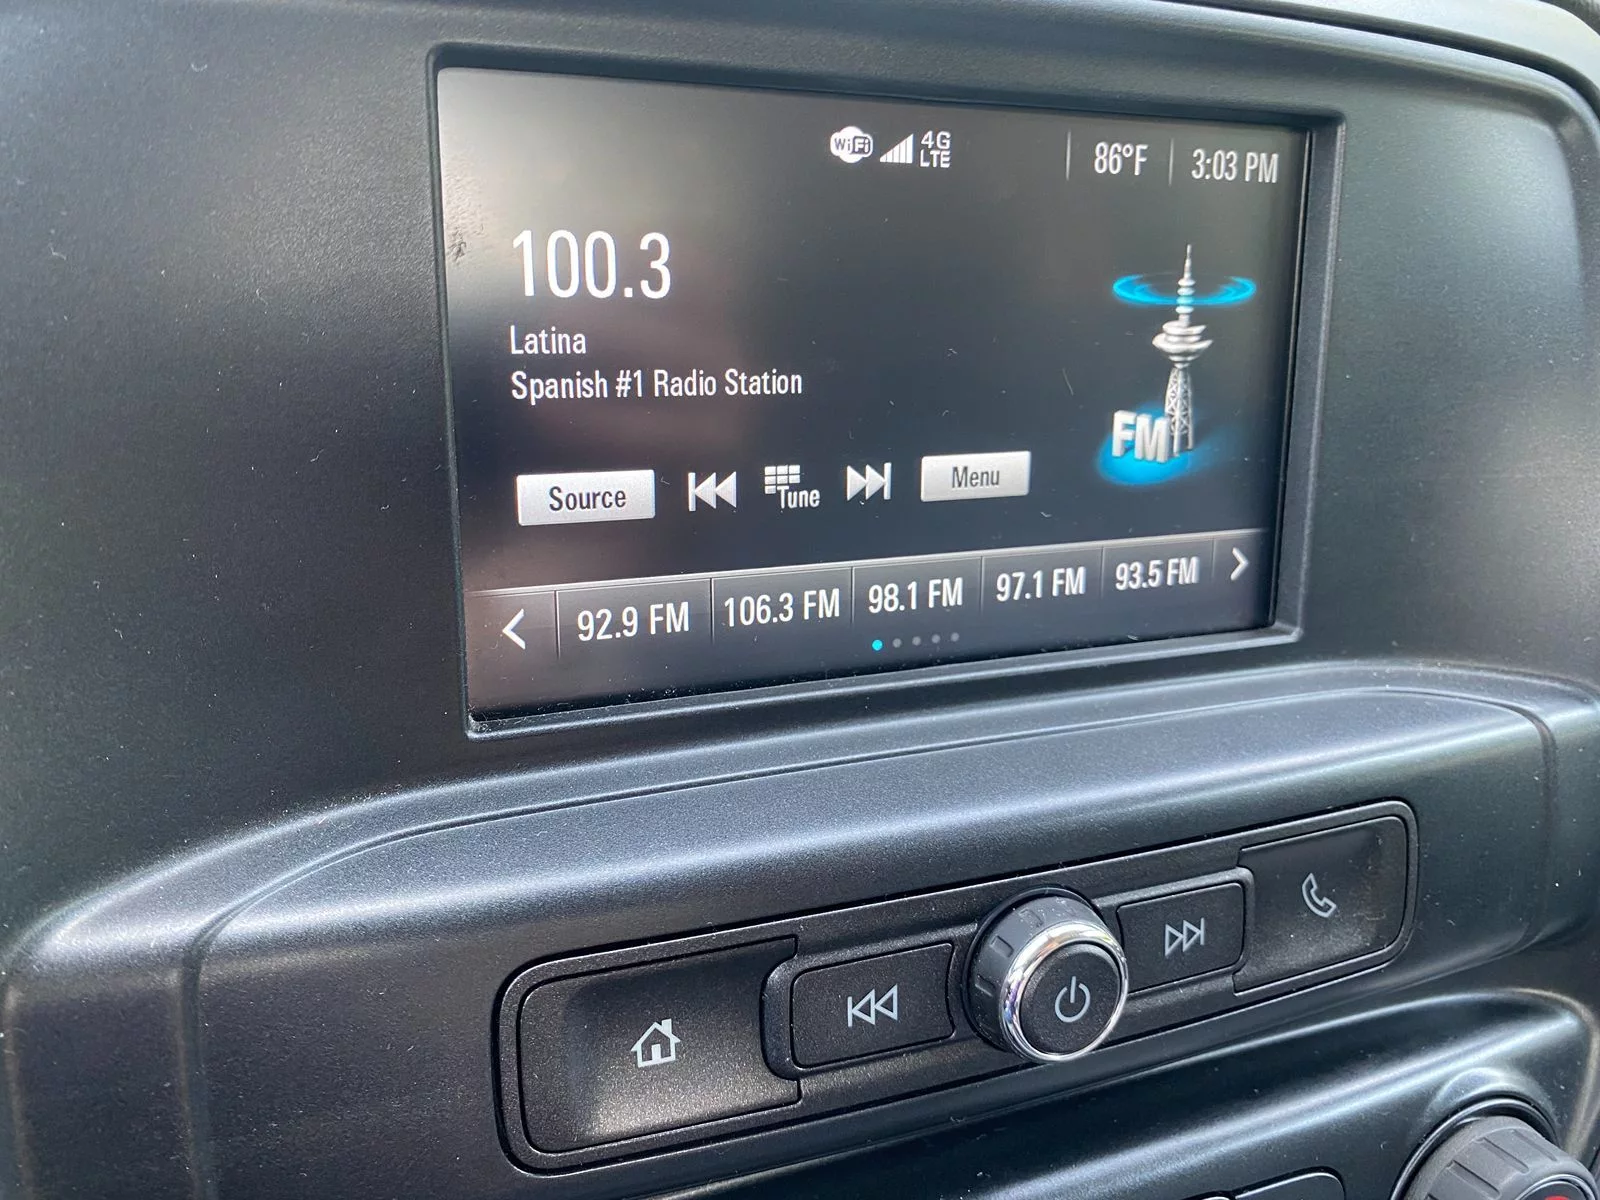 WiFi 4G LTE 86°F 3:03 PM
100.3
Latina
Spanish #1 Radio Station
FM
Source Tune Menu
92.9 FM 106.3 FM 98.1 FM 97.1 FM 93.5 FM